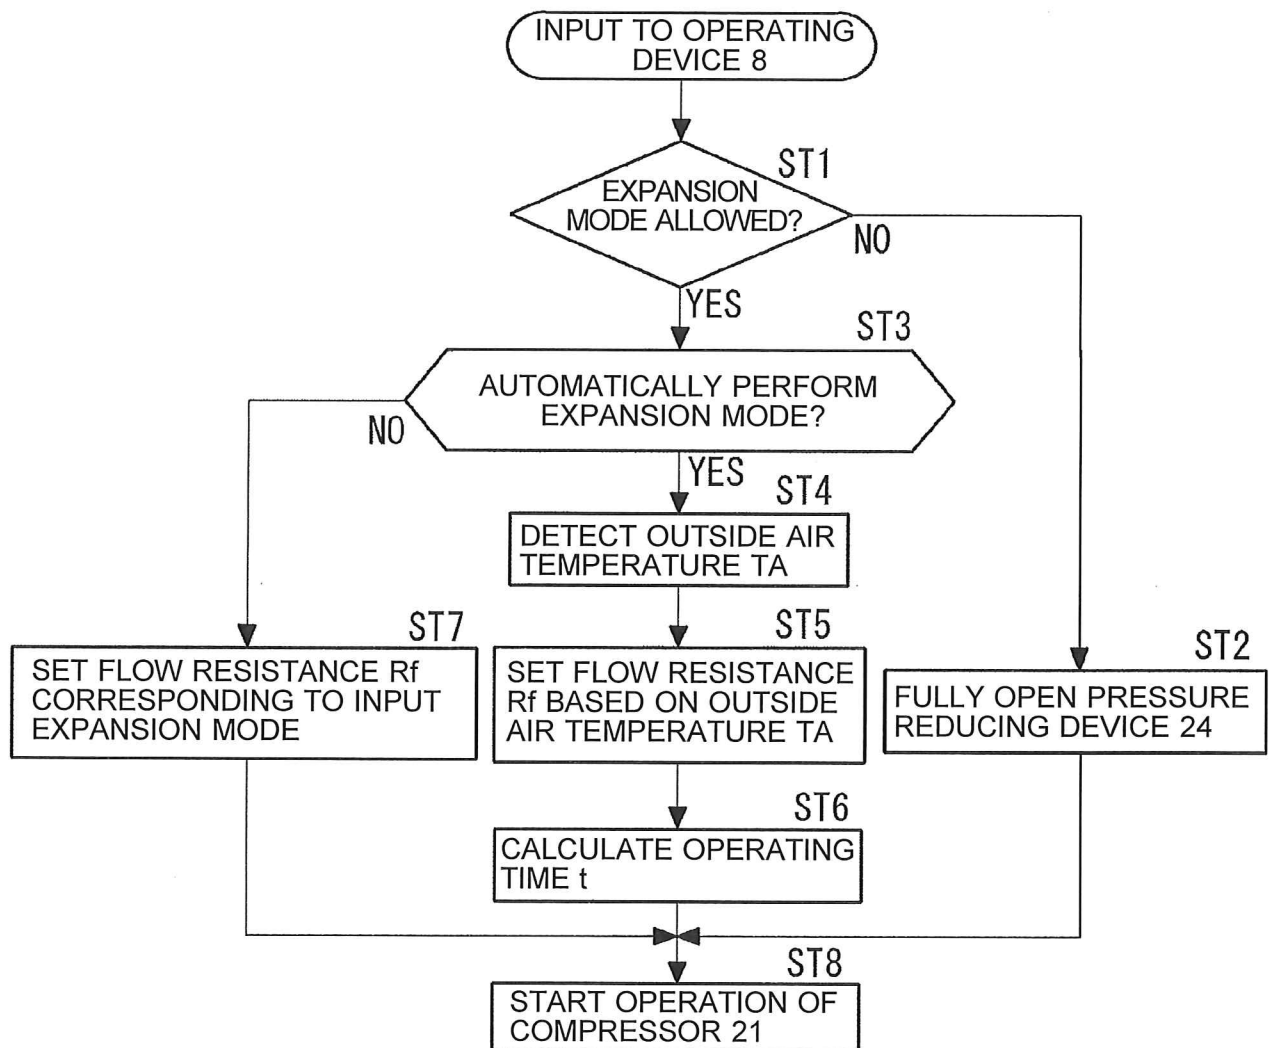 INPUT TO OPERATING
DEVICE 8
ST1
EXPANSION
MODE ALLOWED?
NO
YES
ST3
AUTOMATICALLY PERFORM
EXPANSION MODE?
NO
YES
ST4
DETECT OUTSIDE AIR
TEMPERATURE TA
ST7
SET FLOW RESISTANCE Rf
CORRESPONDING TO INPUT
EXPANSION MODE
ST5
SET FLOW RESISTANCE
Rf BASED ON OUTSIDE
AIR TEMPERATURE TA
ST2
FULLY OPEN PRESSURE
REDUCING DEVICE 24
ST6
CALCULATE OPERATING
TIME t
ST8
START OPERATION OF
COMPRESSOR 21